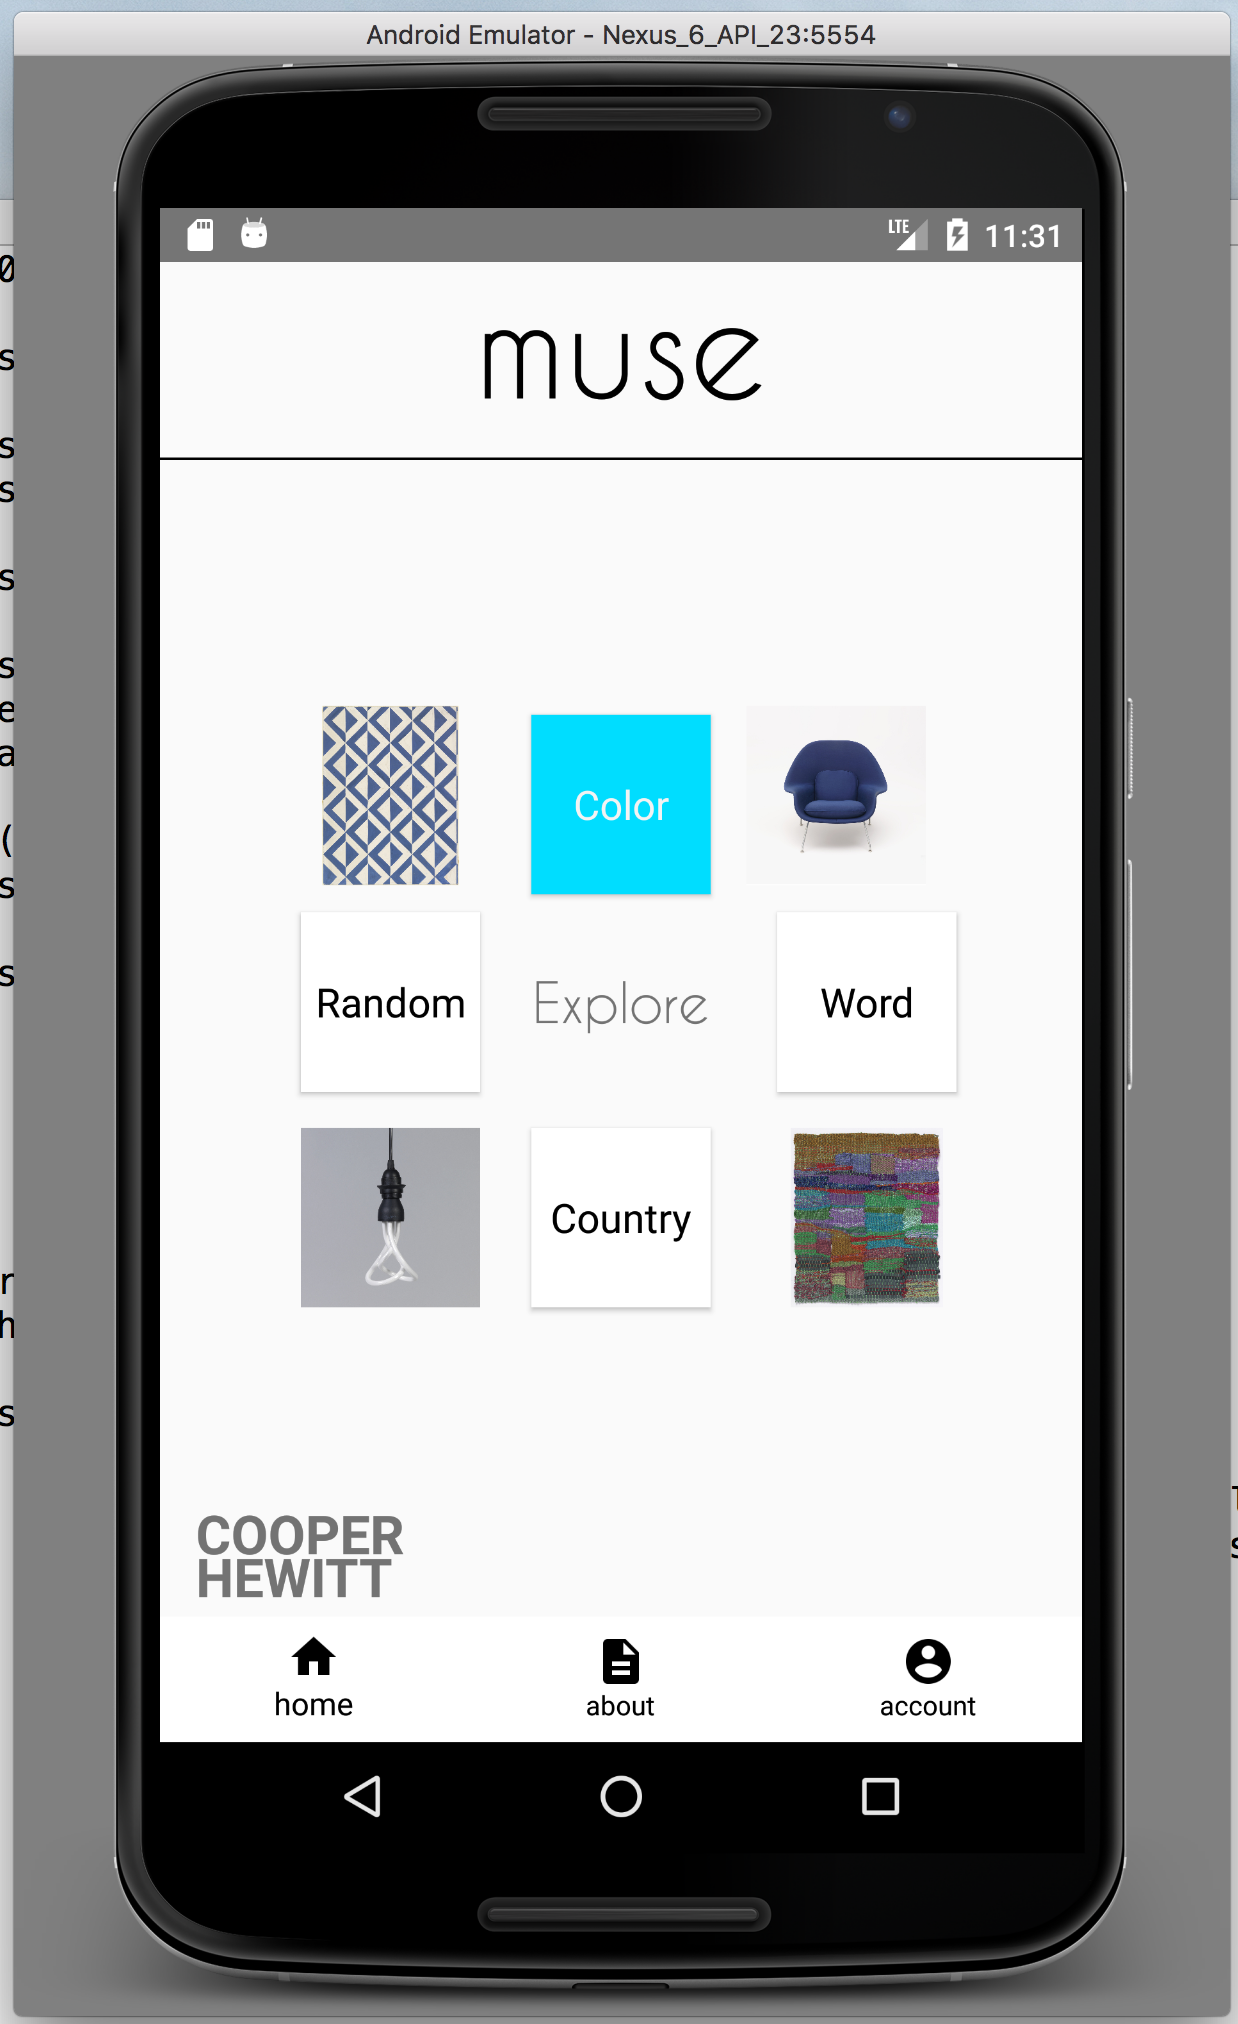 Android Emulator - Nexus_6_API_23:5554
LTE 11:31
muse
Color
Random
Explore
Word
Country
COOPER
HEWITT
home
about
account